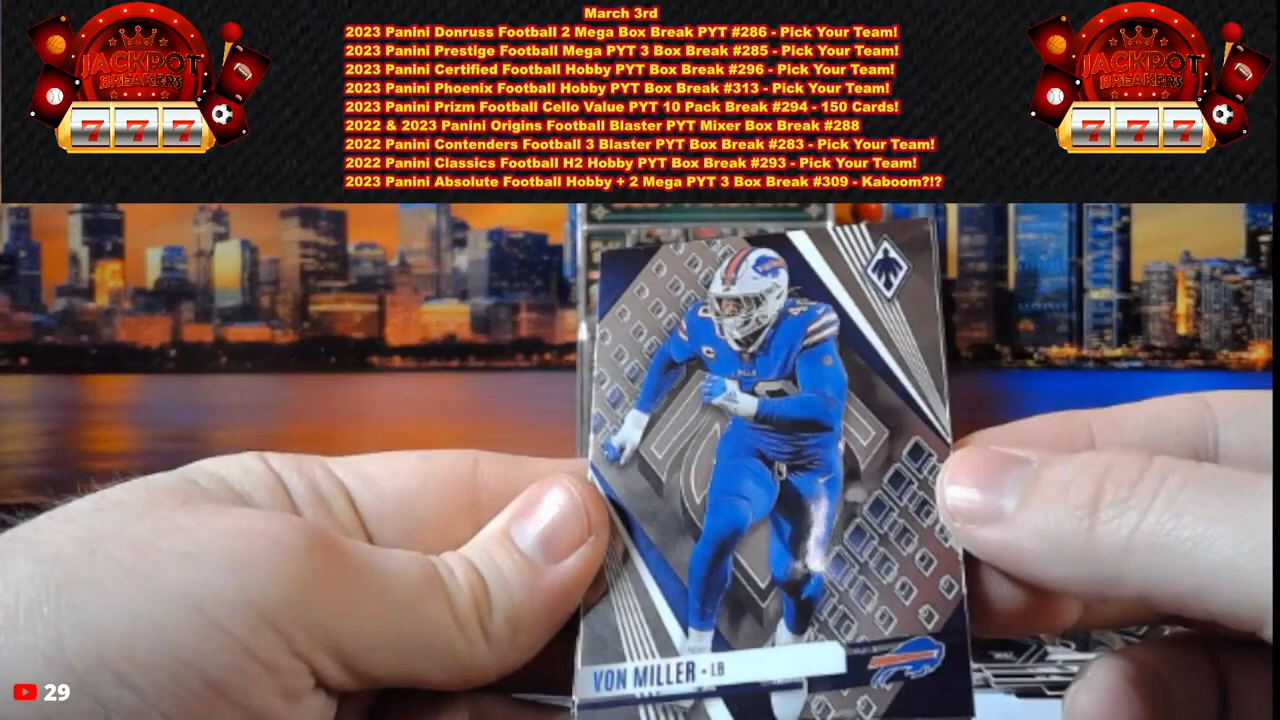 March 3rd
2023 Panini Donruss Football 2 Mega Box Break PYT #286 - Pick Your Team!
2023 Panini Prestige Football Mega PYT 3 Box Break #285 - Pick Your Team!
2023 Panini Certified Football Hobby PYT Box Break #296 - Pick Your Team!
2023 Panini Phoenix Football Hobby PYT Box Break #313 - Pick Your Team!
2023 Panini Prizm Football Cello Value PYT 10 Pack Break #294 - 150 Cards!
2022 & 2023 Panini Origins Football Blaster PYT Mixer Box Break #288
2022 Panini Contenders Football 3 Blaster PYT Box Break #283 - Pick Your Team!
2022 Panini Classics Football H2 Hobby PYT Box Break #293 - Pick Your Team!
2023 Panini Absolute Football Hobby + 2 Mega PYT 3 Box Break #309 - Kaboom?!?
JACKPOT
BREAKERS
7 7 7
JACKPOT
BREAKERS
7 7 7
VON MILLER - LB
29